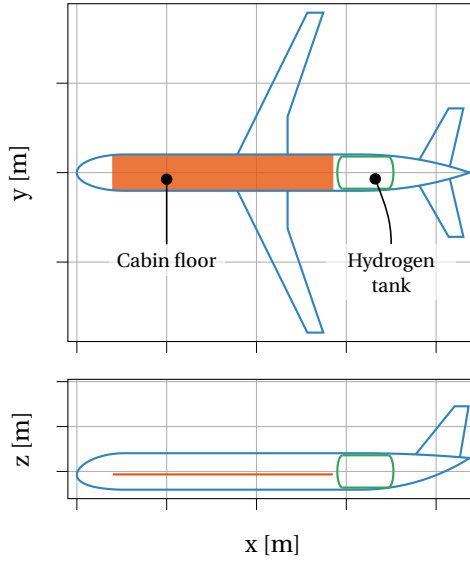 y [m]
Cabin floor
Hydrogen
tank
z [m]
x [m]